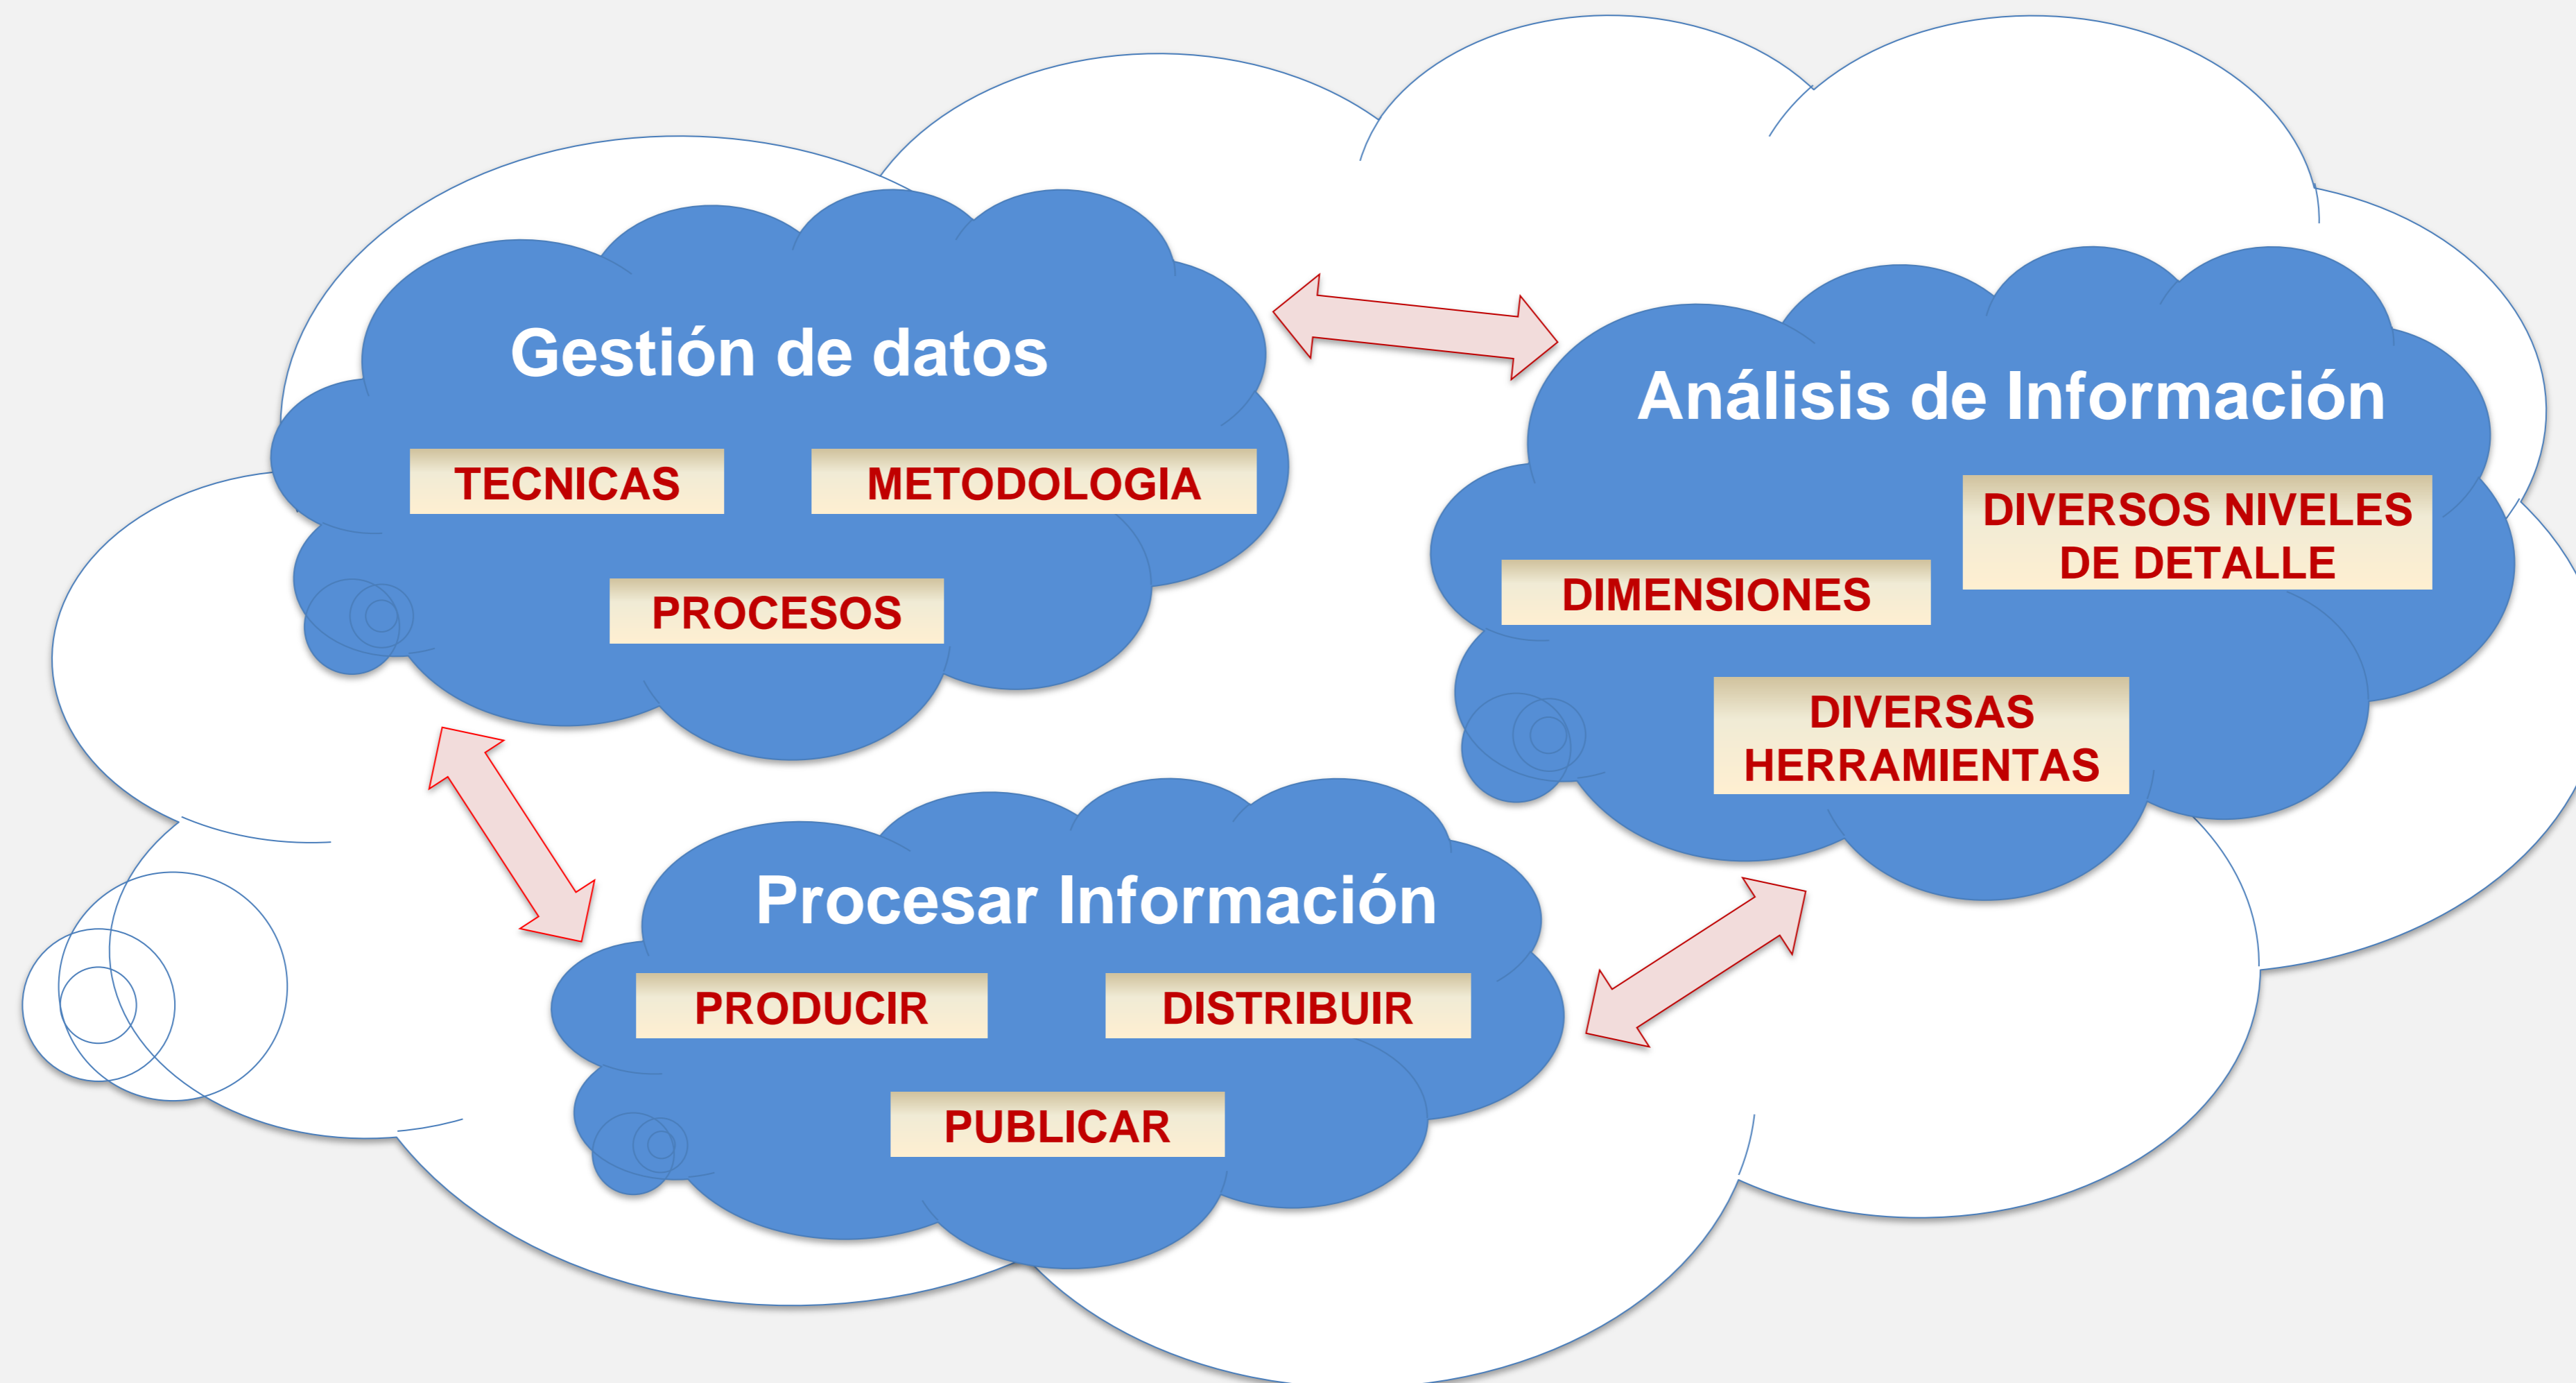 Gestión de datos
TECNICAS
METODOLOGIA
PROCESOS
Análisis de Información
DIVERSOS NIVELES
DE DETALLE
DIMENSIONES
DIVERSAS
HERRAMIENTAS
Procesar Información
PRODUCIR
DISTRIBUIR
PUBLICAR